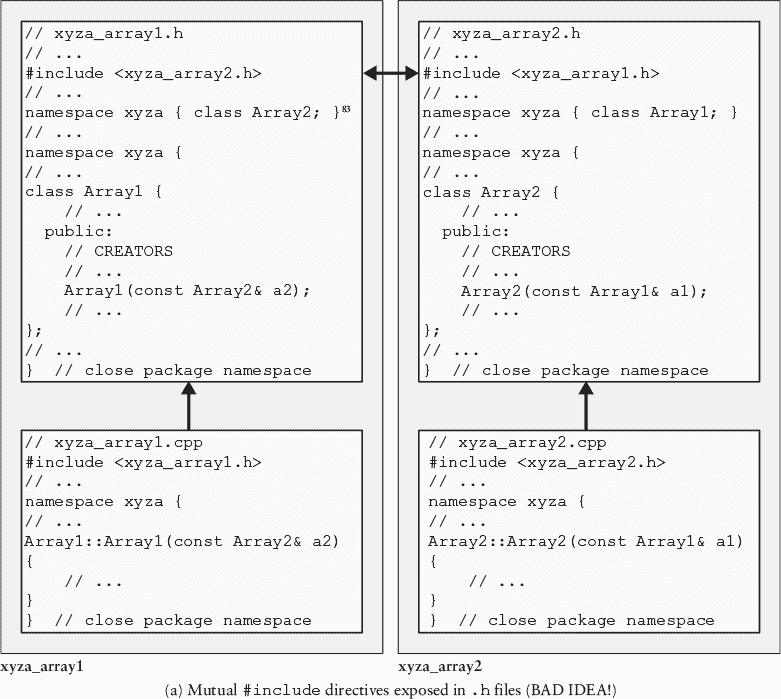 // xyza_array1.h
// ...
#include <xyza_array2.h>
// ...
namespace xyza { class Array2; }83
// ...
namespace xyza {
// ...
class Array1 {
    // ...
  public:
    // CREATORS
    // ...
    Array1(const Array2& a2);
    // ...
};
// ...
}  // close package namespace
// xyza_array1.cpp
#include <xyza_array1.h>
// ...
namespace xyza {
// ...
Array1::Array1(const Array2& a2)
{
    // ...
}
}  // close package namespace
xyza_array1
// xyza_array2.h
// ...
#include <xyza_array1.h>
// ...
namespace xyza { class Array1; }
// ...
namespace xyza {
// ...
class Array2 {
    // ...
  public:
    // CREATORS
    // ...
    Array2(const Array1& a1);
    // ...
};
// ...
}  // close package namespace
// xyza_array2.cpp
#include <xyza_array2.h>
// ...
namespace xyza {
// ...
Array2::Array2(const Array1& a1)
{
    // ...
}
}  // close package namespace
xyza_array2
(a) Mutual #include directives exposed in .h files (BAD IDEA!)